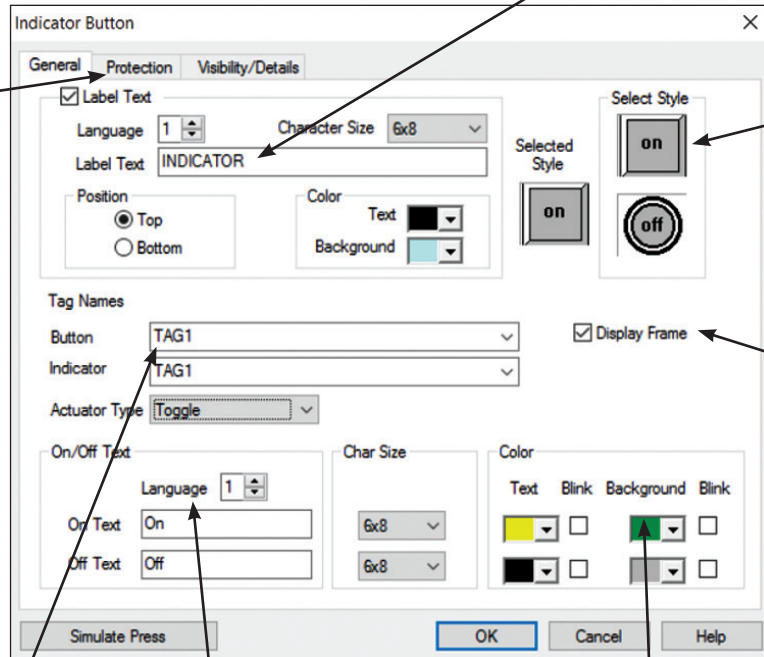 Indicator Button
General Protection Visibility/Details
Label Text
Language 1 Character Size 6x8
Label Text INDICATOR
Position
Top
Bottom
Color
Text
Background
Selected Style
on
Select Style
on
off
Tag Names
Button TAG1
Display Frame
Indicator TAG1
Actuator Type Toggle
On/Off Text
Language 1
On Text On
Off Text Off
Char Size
6x8
6x8
Color
Text Blink Background Blink
Simulate Press OK Cancel Help